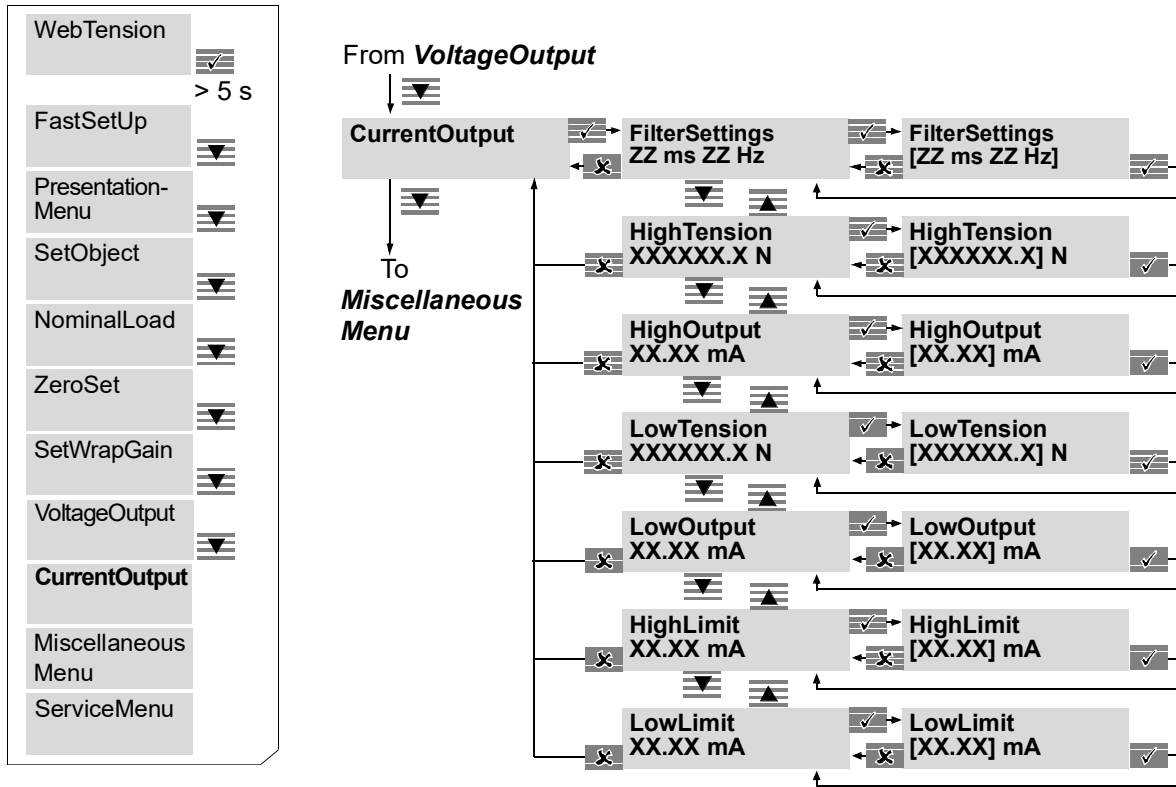 WebTension
> 5 s
FastSetUp
Presentation-
Menu
SetObject
NominalLoad
ZeroSet
SetWrapGain
VoltageOutput
CurrentOutput
Miscellaneous
Menu
ServiceMenu
From VoltageOutput
CurrentOutput
To
Miscellaneous
Menu
FilterSettings
ZZ ms ZZ Hz
FilterSettings
[ZZ ms ZZ Hz]
HighTension
XXXXXX.X N
HighTension
[XXXXXX.X] N
HighOutput
XX.XX mA
HighOutput
[XX.XX] mA
LowTension
XXXXXX.X N
LowTension
[XXXXXX.X] N
LowOutput
XX.XX mA
LowOutput
[XX.XX] mA
HighLimit
XX.XX mA
HighLimit
[XX.XX] mA
LowLimit
XX.XX mA
LowLimit
[XX.XX] mA